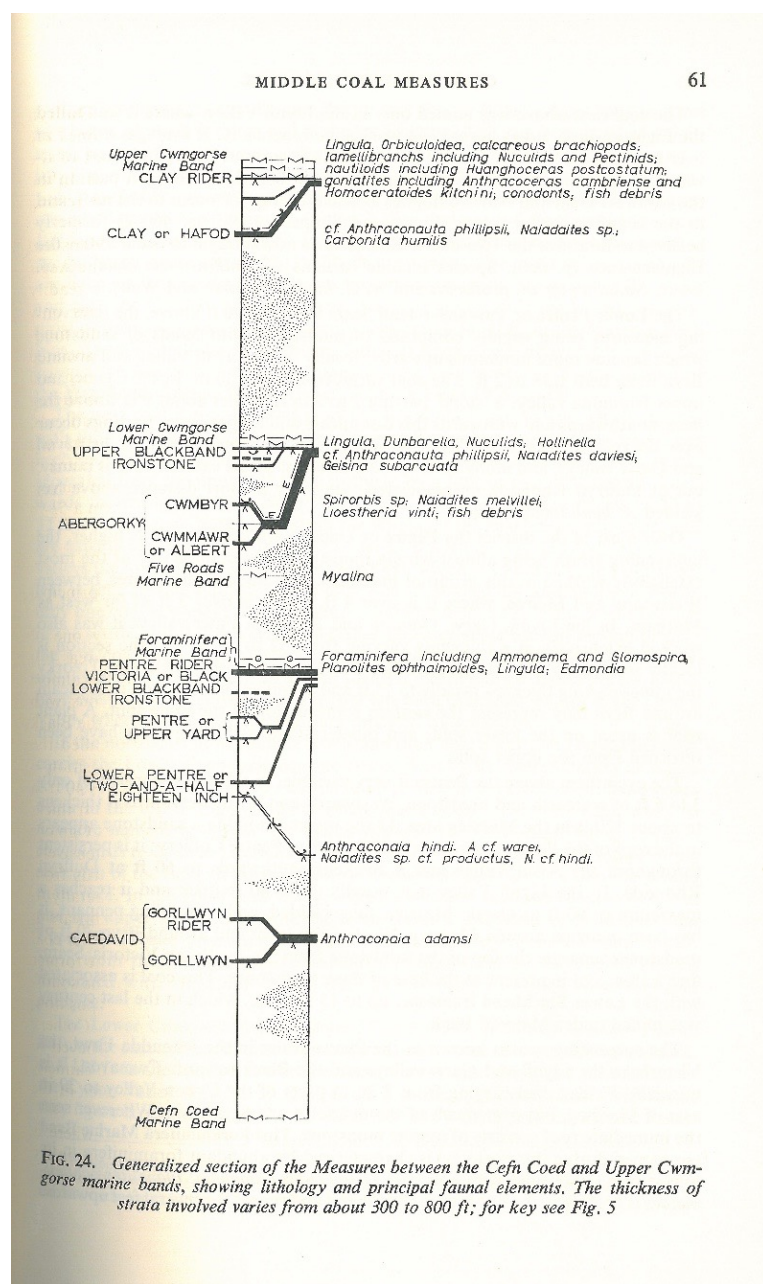 MIDDLE COAL MEASURES 61
Upper Cwmgorse
Marine Band
CLAY RIDER
Lingula, Orbiculoidea, calcareous brachiopods;
lamellibranchs including Nuculids and Pectinids;
nautiloids including Huanghoceras postcostatum;
goniatites including Anthracoceras cambriense and
Homoceratoides kitchini; conodonts; fish debris
CLAY or HAFOD
cf. Anthraconauta phillipsii, Naiadaites sp.;
Carbonita humilis
Lower Cwmgorse
Marine Band
UPPER BLACKBAND
IRONSTONE
Lingula, Dunbarella, Nuculids; Hollinella
cf. Anthraconauta phillipsii, Naiadites daviesi;
Geisina subarcuata
ABERGORKY
CWMBYR
CWMMAWR
or ALBERT
Spirorbis sp; Naiadites melvillei;
Lioestheria vinti; fish debris
Five Roads
Marine Band
Myalina
Foraminifera
Marine Band
PENTRE RIDER
VICTORIA or BLACK
LOWER BLACKBAND
IRONSTONE
Foraminifera including Ammonema and Glomospira,
Planolites ophthalmoides; Lingula; Edmondia
PENTRE or
UPPER YARD
LOWER PENTRE or
TWO-AND-A-HALF
EIGHTEEN INCH
Anthraconaia hindi. A cf. warei,
Naiadites sp. cf. productus, N. cf. hindi.
CAEDAVID
GORLLWYN
RIDER
GORLLWYN
Anthraconaia adamsi
Cefn Coed
Marine Band
FIG. 24. Generalized section of the Measures between the Cefn Coed and Upper Cwm-
gorse marine bands, showing lithology and principal faunal elements. The thickness of
strata involved varies from about 300 to 800 ft; for key see Fig. 5